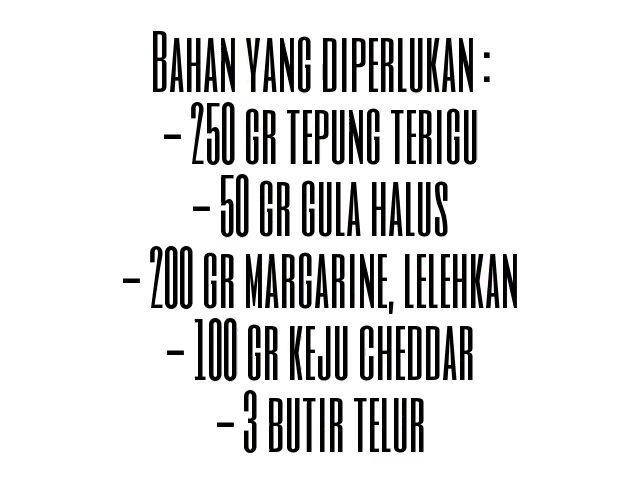 Bahan yang diperlukan :
- 250 gr tepung terigu
- 50 gr gula halus
- 200 gr margarine, lelehkan
- 100 gr keju cheddar
- 3 butir telur